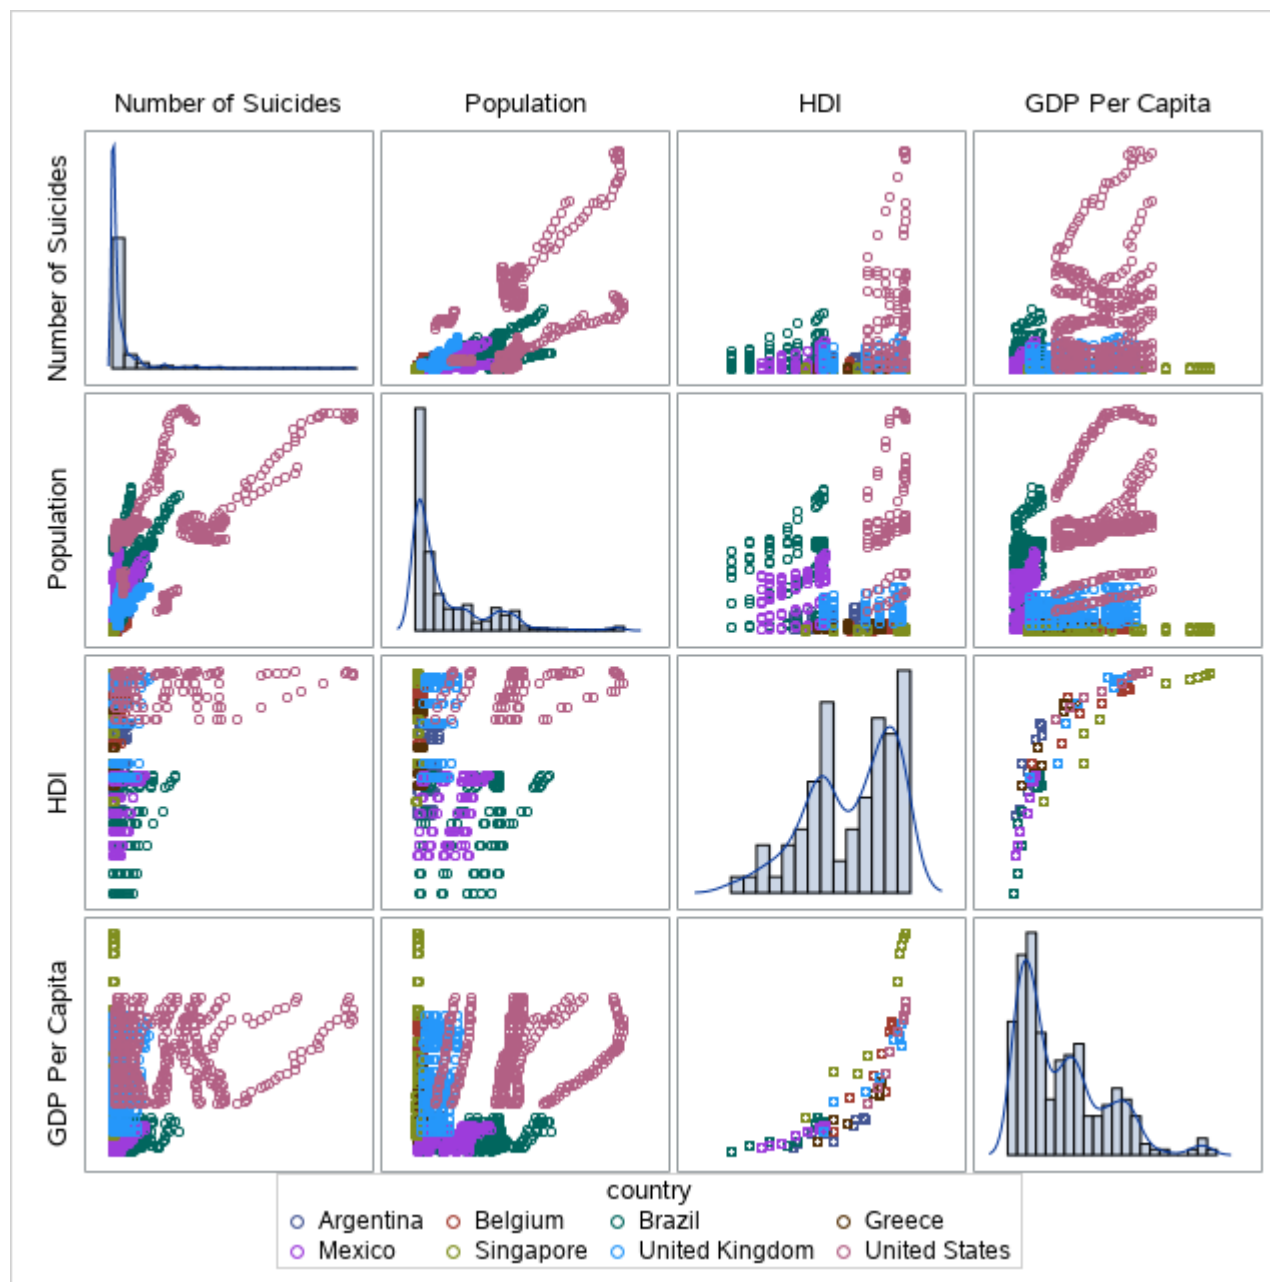 Number of Suicides Population HDI GDP Per Capita
Number of Suicides
Population
HDI
GDP Per Capita
country
Argentina Belgium Brazil Greece
Mexico Singapore United Kingdom United States